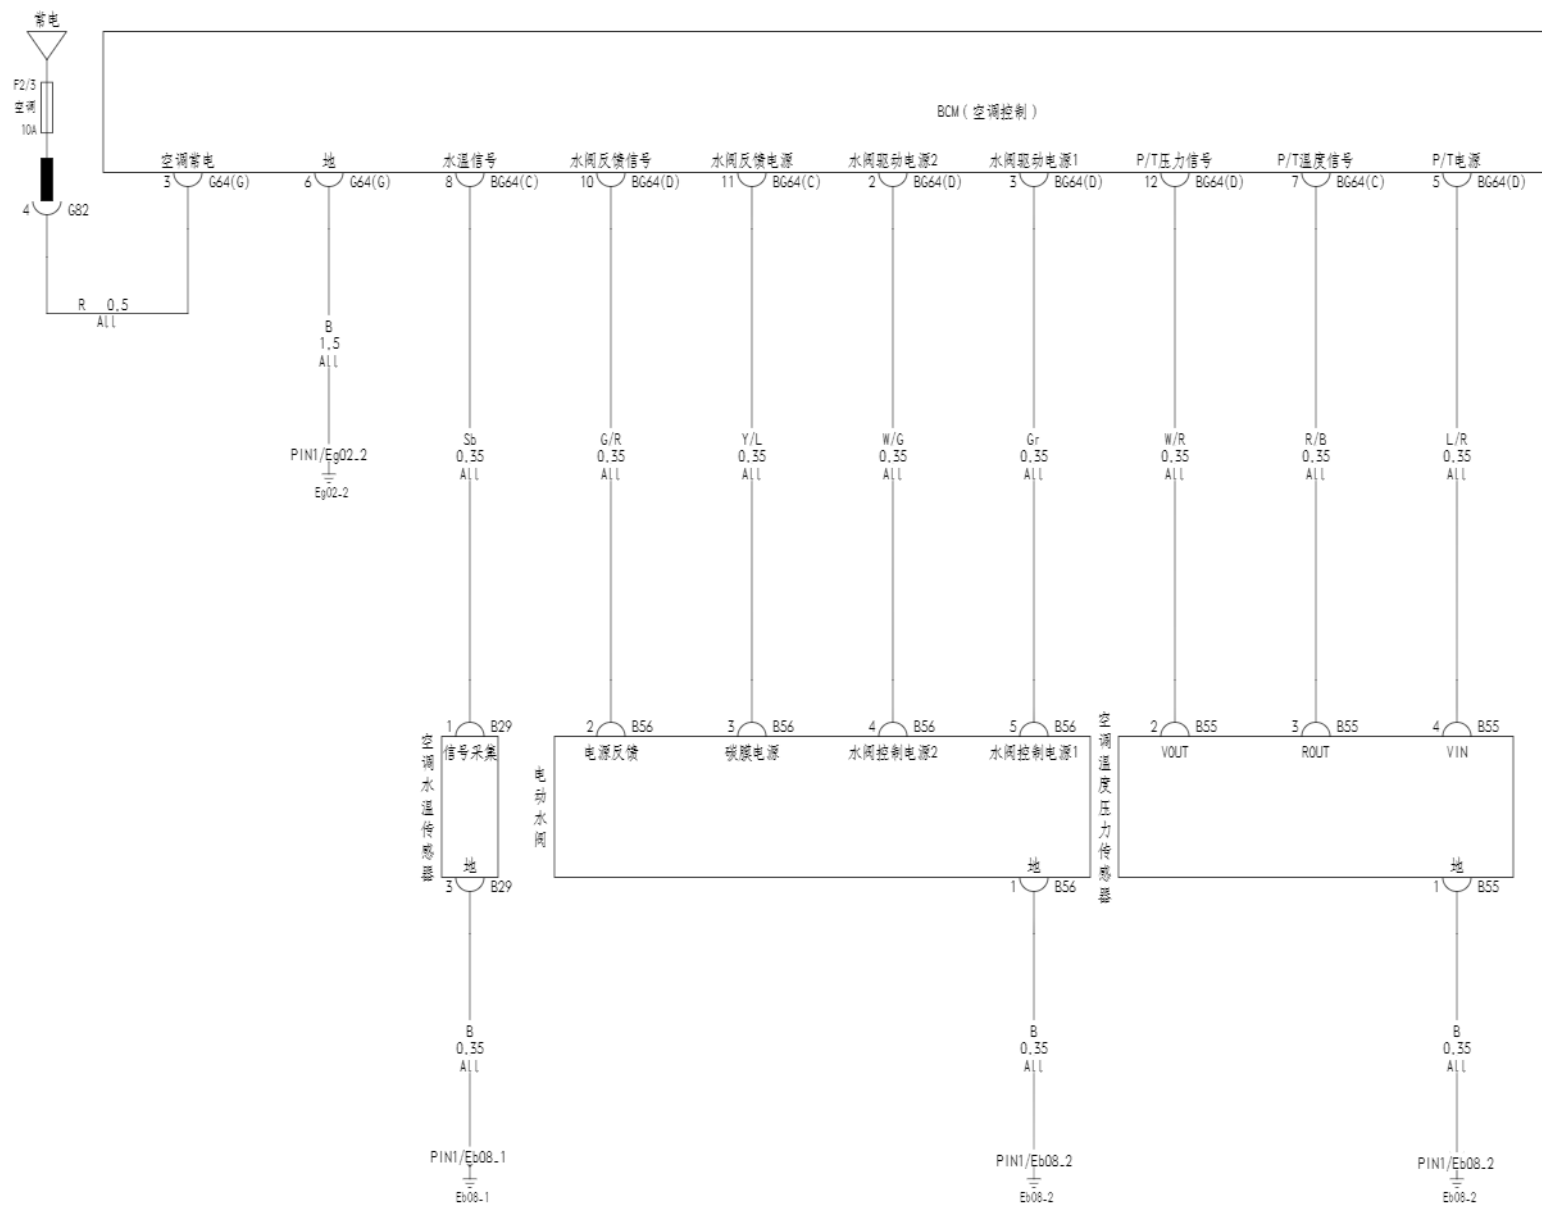 常电
F2/3
空调
10A
4 G82
R 0.5
All
BCM（空调控制）
空调常电 地 水温信号 水阀反馈信号 水阀反馈电源 水阀驱动电源2 水阀驱动电源1 P/T压力信号 P/T温度信号 P/T电源
3 G64(G) 6 G64(G) 8 BG64(C) 10 BG64(D) 11 BG64(C) 2 BG64(D) 3 BG64(D) 12 BG64(D) 7 BG64(C) 5 BG64(D)
B
1.5
All
PIN1/Eg02-2
Eg02-2
Sb G/R Y/L W/G Gr W/R R/B L/R
0.35 0.35 0.35 0.35 0.35 0.35 0.35 0.35
All All All All All All All All
1 B29 2 B56 3 B56 4 B56 5 B56 2 B55 3 B55 4 B55
信号采集 电源反馈 碳膜电源 水阀控制电源2 水阀控制电源1 VOUT ROUT VIN
空调水温传感器
电动水阀
空调温度压力传感器
地 地 地
3 B29 1 B56 1 B55
B B B
0.35 0.35 0.35
All All All
PIN1/Eb08-1 PIN1/Eb08-2 PIN1/Eb08-2
Eb08-1 Eb08-2 Eb08-2